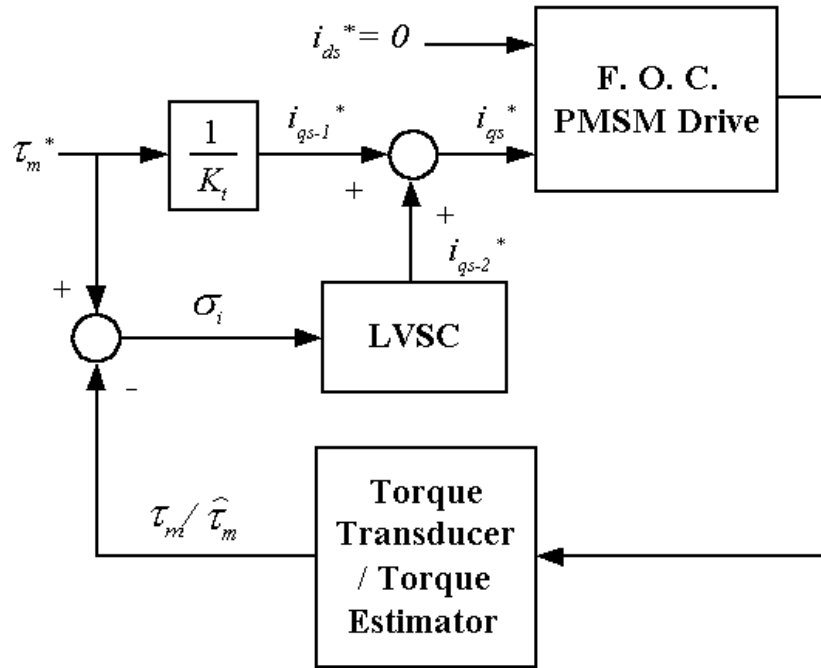 i_ds* = 0
F. O. C.
PMSM Drive
τ_m*
1
K_t
i_qs-1*
i_qs*
+
+
i_qs-2*
+
σ_i
LVSC
-
τ_m / τ̂_m
Torque
Transducer
/ Torque
Estimator